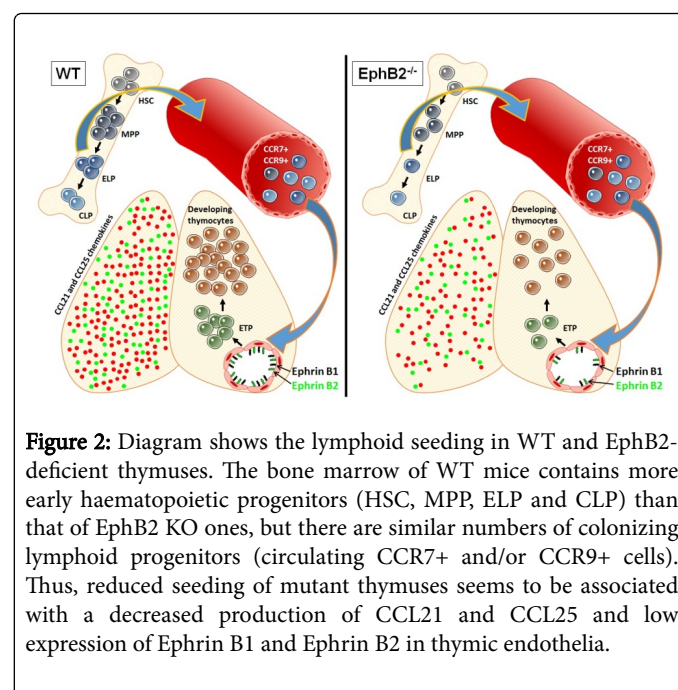 WT
HSC
MPP
ELP
CLP
CCR7+
CCR9+
CCL21 and CCL25 chemokines
Developing
thymocytes
ETP
Ephrin B1
Ephrin B2
EphB2-/-
HSC
MPP
ELP
CLP
CCR7+
CCR9+
CCL21 and CCL25 chemokines
Developing
thymocytes
ETP
Ephrin B1
Ephrin B2
Figure 2: Diagram shows the lymphoid seeding in WT and EphB2-
deficient thymuses. The bone marrow of WT mice contains more
early haematopoietic progenitors (HSC, MPP, ELP and CLP) than
that of EphB2 KO ones, but there are similar numbers of colonizing
lymphoid progenitors (circulating CCR7+ and/or CCR9+ cells).
Thus, reduced seeding of mutant thymuses seems to be associated
with a decreased production of CCL21 and CCL25 and low
expression of Ephrin B1 and Ephrin B2 in thymic endothelia.